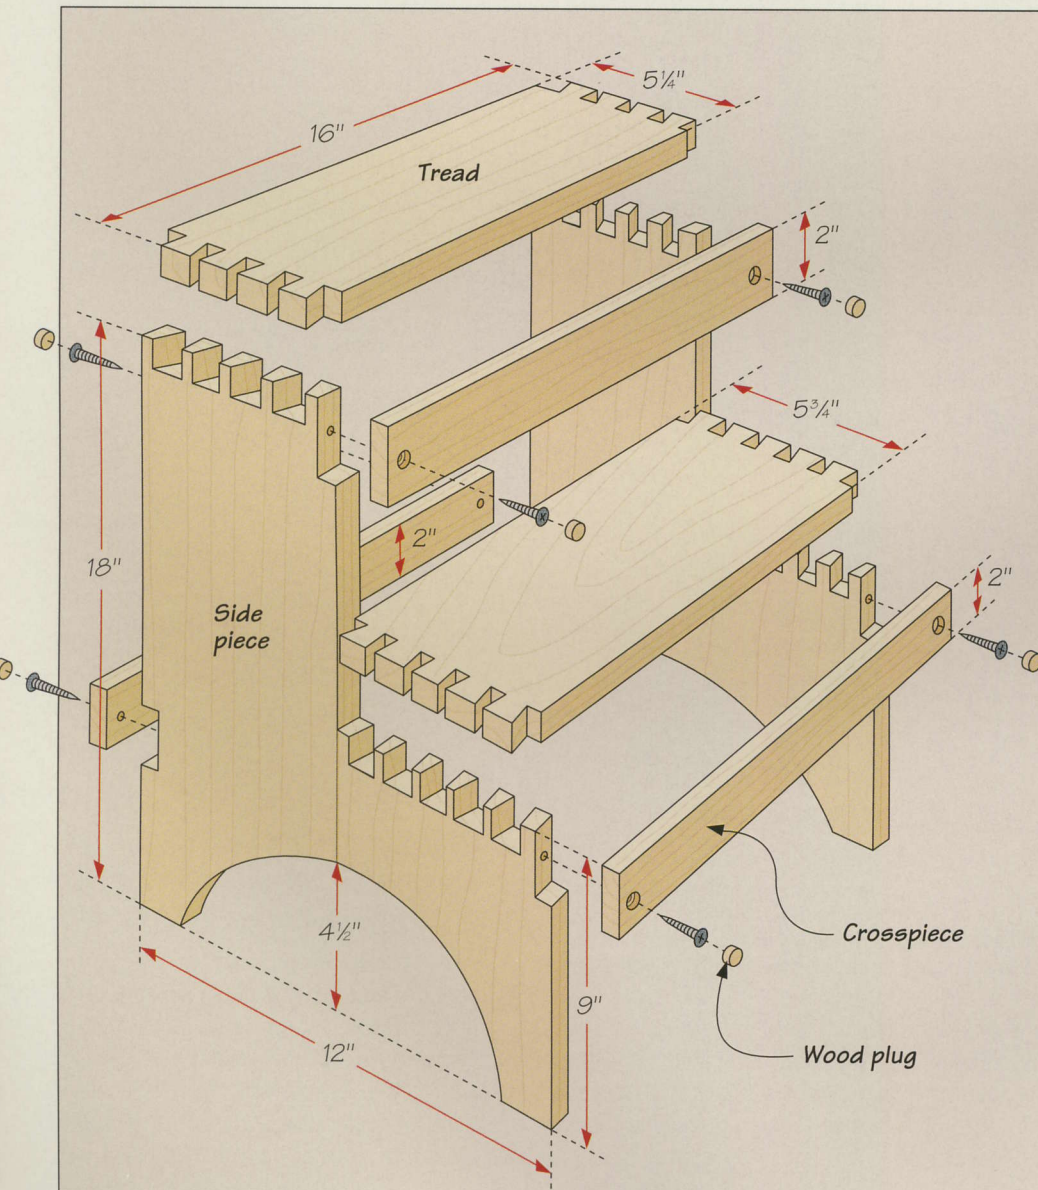 5¼"
16"
Tread
2"
5¾"
18"
2"
2"
Side
piece
4½"
Crosspiece
9"
12"
Wood plug